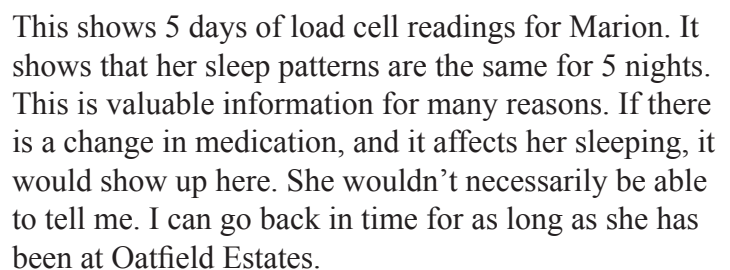 This shows 5 days of load cell readings for Marion. It
shows that her sleep patterns are the same for 5 nights.
This is valuable information for many reasons. If there
is a change in medication, and it affects her sleeping, it
would show up here. She wouldn’t necessarily be able
to tell me. I can go back in time for as long as she has
been at Oatfield Estates.